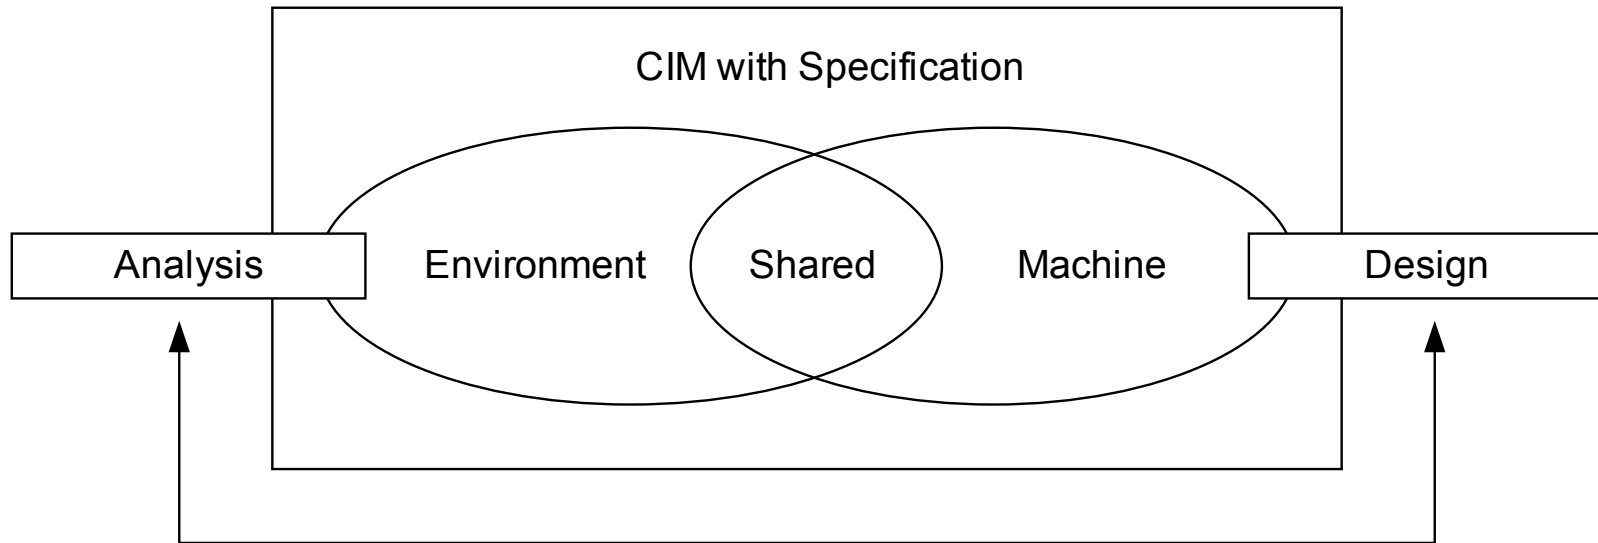 CIM with Specification
Analysis
Environment
Shared
Machine
Design